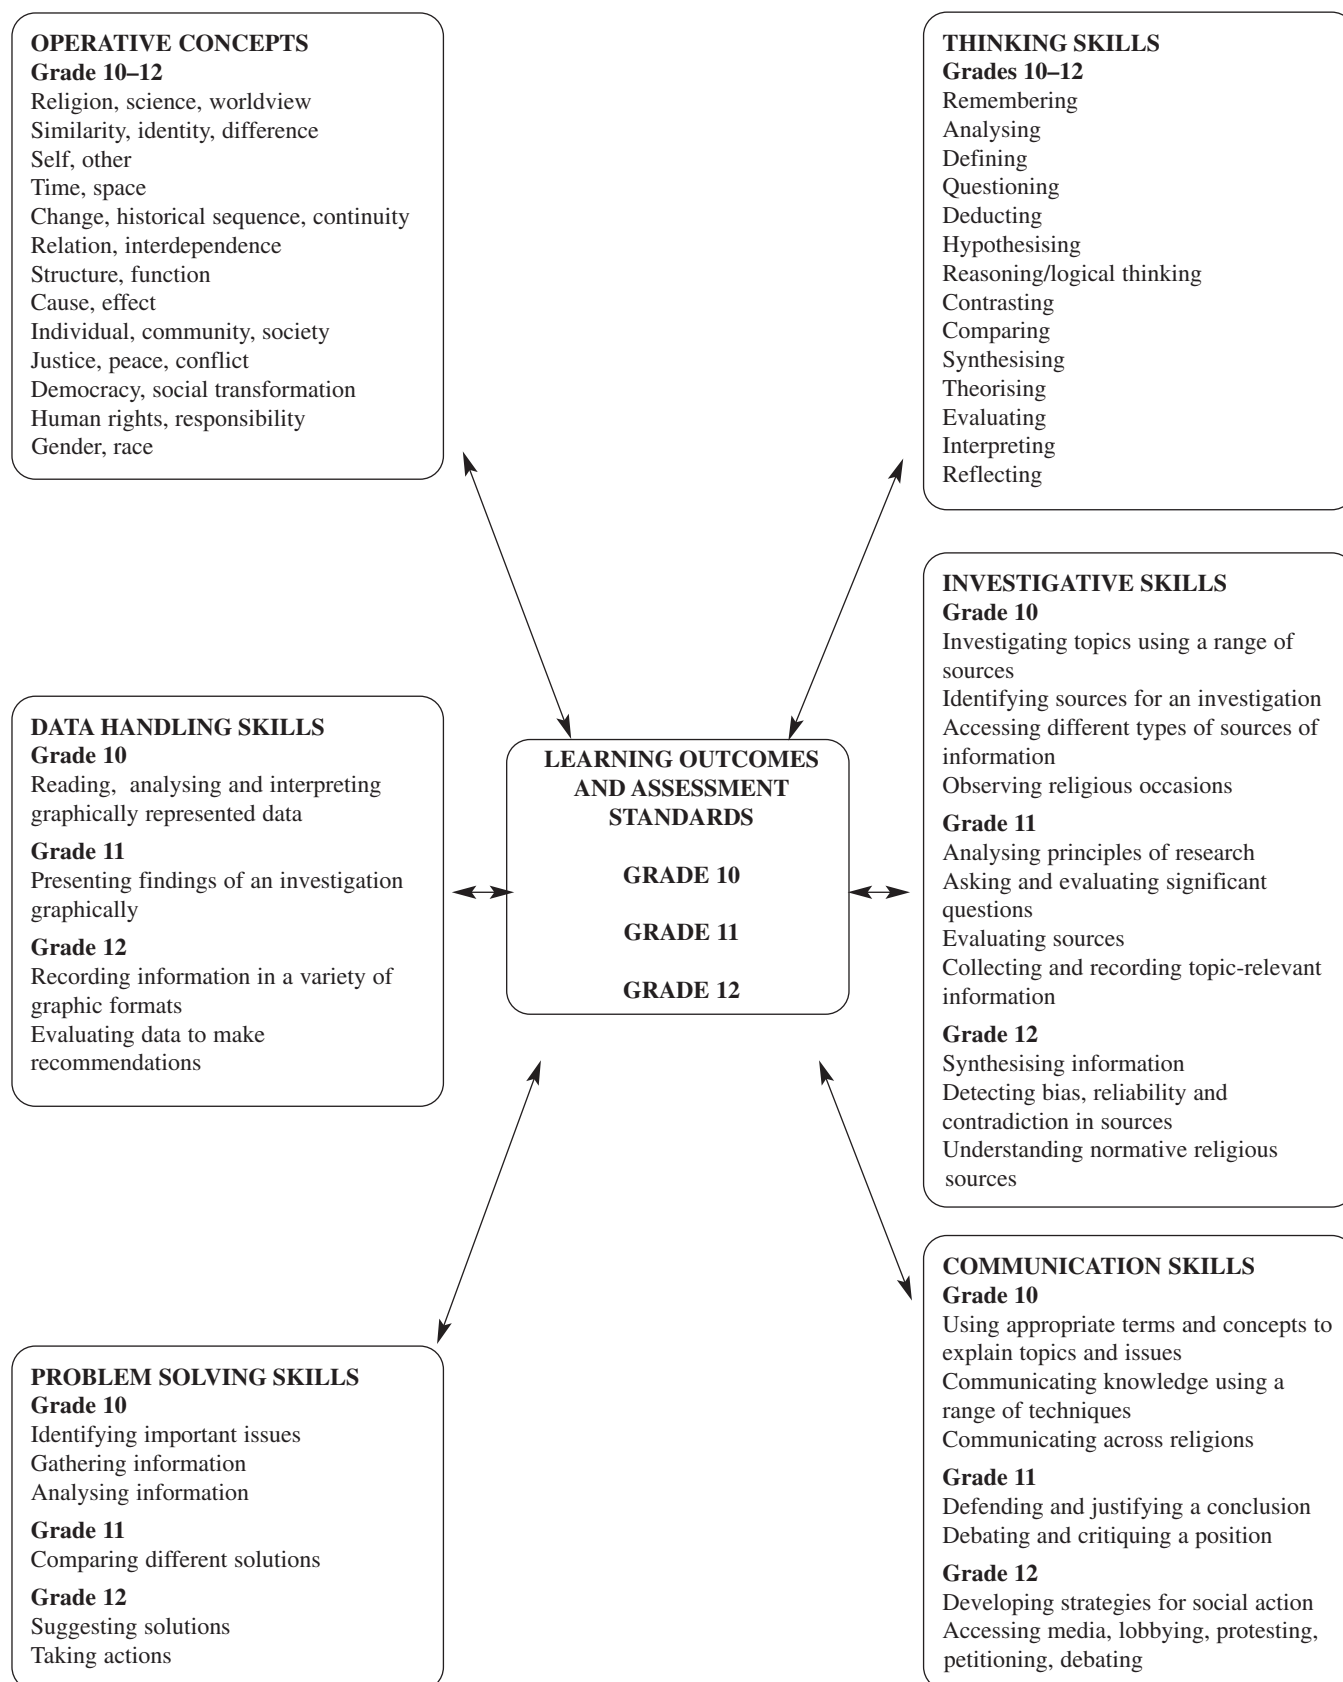 OPERATIVE CONCEPTS
Grade 10–12
Religion, science, worldview
Similarity, identity, difference
Self, other
Time, space
Change, historical sequence, continuity
Relation, interdependence
Structure, function
Cause, effect
Individual, community, society
Justice, peace, conflict
Democracy, social transformation
Human rights, responsibility
Gender, race
THINKING SKILLS
Grades 10–12
Remembering
Analysing
Defining
Questioning
Deducting
Hypothesising
Reasoning/logical thinking
Contrasting
Comparing
Synthesising
Theorising
Evaluating
Interpreting
Reflecting
DATA HANDLING SKILLS
Grade 10
Reading, analysing and interpreting
graphically represented data
Grade 11
Presenting findings of an investigation
graphically
Grade 12
Recording information in a variety of
graphic formats
Evaluating data to make
recommendations
LEARNING OUTCOMES
AND ASSESSMENT
STANDARDS
GRADE 10
GRADE 11
GRADE 12
INVESTIGATIVE SKILLS
Grade 10
Investigating topics using a range of
sources
Identifying sources for an investigation
Accessing different types of sources of
information
Observing religious occasions
Grade 11
Analysing principles of research
Asking and evaluating significant
questions
Evaluating sources
Collecting and recording topic-relevant
information
Grade 12
Synthesising information
Detecting bias, reliability and
contradiction in sources
Understanding normative religious
sources
PROBLEM SOLVING SKILLS
Grade 10
Identifying important issues
Gathering information
Analysing information
Grade 11
Comparing different solutions
Grade 12
Suggesting solutions
Taking actions
COMMUNICATION SKILLS
Grade 10
Using appropriate terms and concepts to
explain topics and issues
Communicating knowledge using a
range of techniques
Communicating across religions
Grade 11
Defending and justifying a conclusion
Debating and critiquing a position
Grade 12
Developing strategies for social action
Accessing media, lobbying, protesting,
petitioning, debating